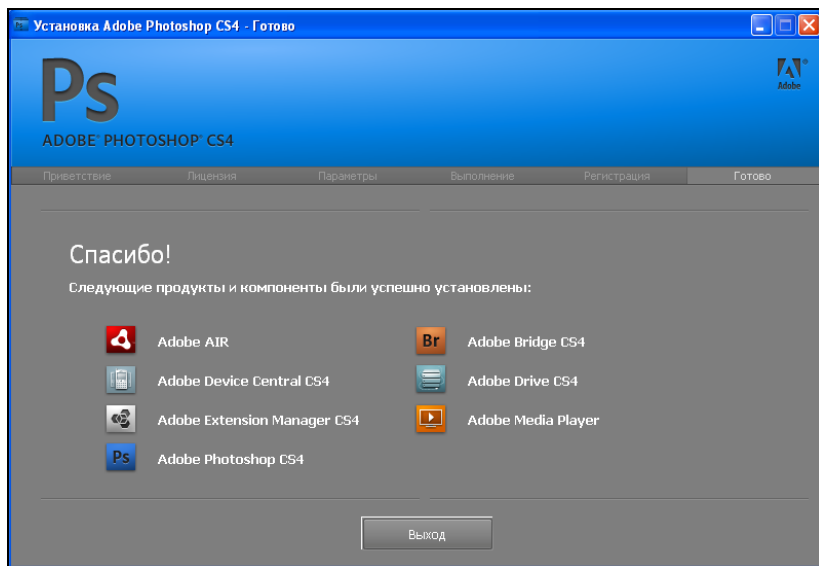 Установка Adobe Photoshop CS4 - Готово
Ps
ADOBE® PHOTOSHOP® CS4
Adobe
Приветствие Лицензия Параметры Выполнение Регистрация Готово
Спасибо!
Следующие продукты и компоненты были успешно установлены:
Adobe AIR
Br Adobe Bridge CS4
Adobe Device Central CS4
Adobe Drive CS4
Adobe Extension Manager CS4
Adobe Media Player
Ps Adobe Photoshop CS4
Выход